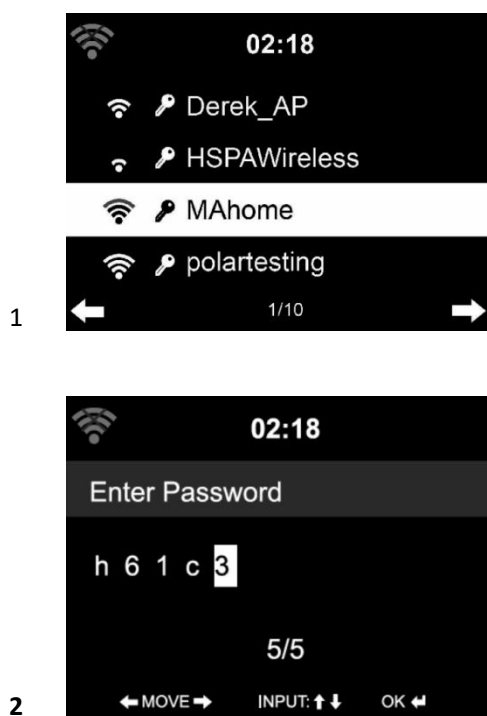 02:18
Derek_AP
HSPAWireless
MAhome
polartesting
1 1/10
02:18
Enter Password
h 6 1 c 3
5/5
2 ←MOVE→ INPUT:↑↓ OK ↵